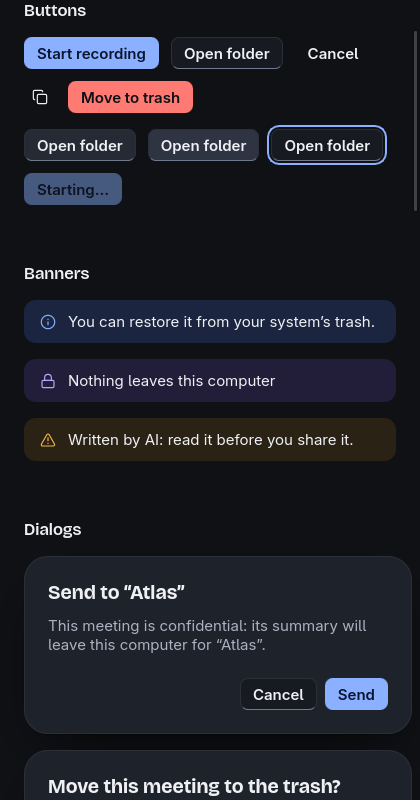 Buttons
Start recording
Open folder
Cancel
Move to trash
Open folder
Open folder
Open folder
Starting…
Banners
You can restore it from your system’s trash.
Nothing leaves this computer
Written by AI: read it before you share it.
Dialogs
Send to “Atlas”
This meeting is confidential: its summary will
leave this computer for “Atlas”.
Cancel
Send
Move this meeting to the trash?